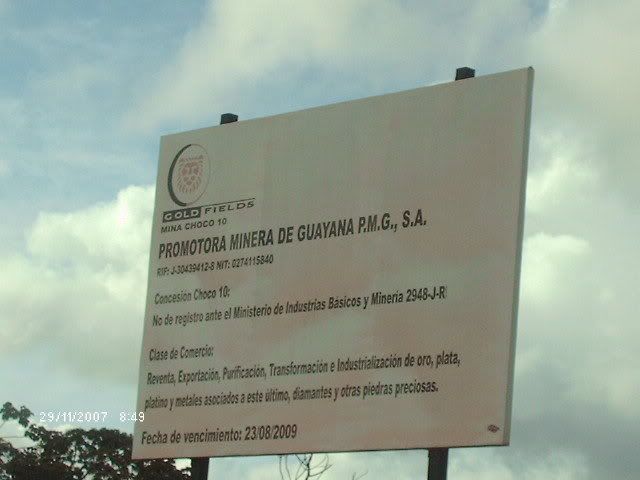 GOLD FIELDS
MINA CHOCO 10
PROMOTORA MINERA DE GUAYANA P.M.G., S.A.
RIF: J-30439412-8 NIT: 0274115840
Concesión Choco 10:
No de registro ante el Ministerio de Industrias Básicos y Minería 2948-J-R
Clase de Comercio:
Reventa, Exportación, Purificación, Transformación e Industrialización de oro, plata,
platino y metales asociados a este último, diamantes y otras piedras preciosas.
Fecha de vencimiento: 23/08/2009
29/11/2007 8:49